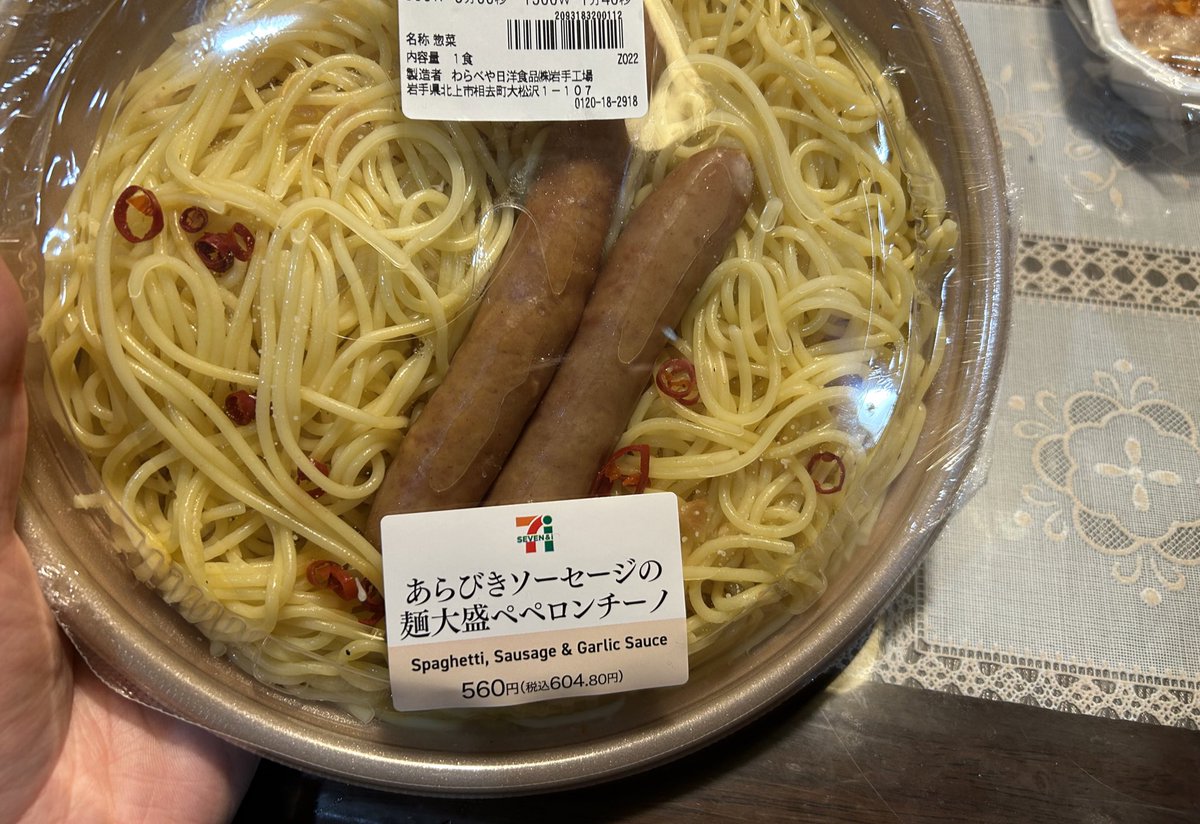 2093183200112
名称 惣菜
内容量 1食 Z022
製造者 わらべや日洋食品㈱岩手工場
岩手県北上市相去町大松沢1-107
0120-18-2918
SEVEN&i
あらびきソーセージの
麺大盛ペペロンチーノ
Spaghetti, Sausage & Garlic Sauce
560円(税込604.80円)